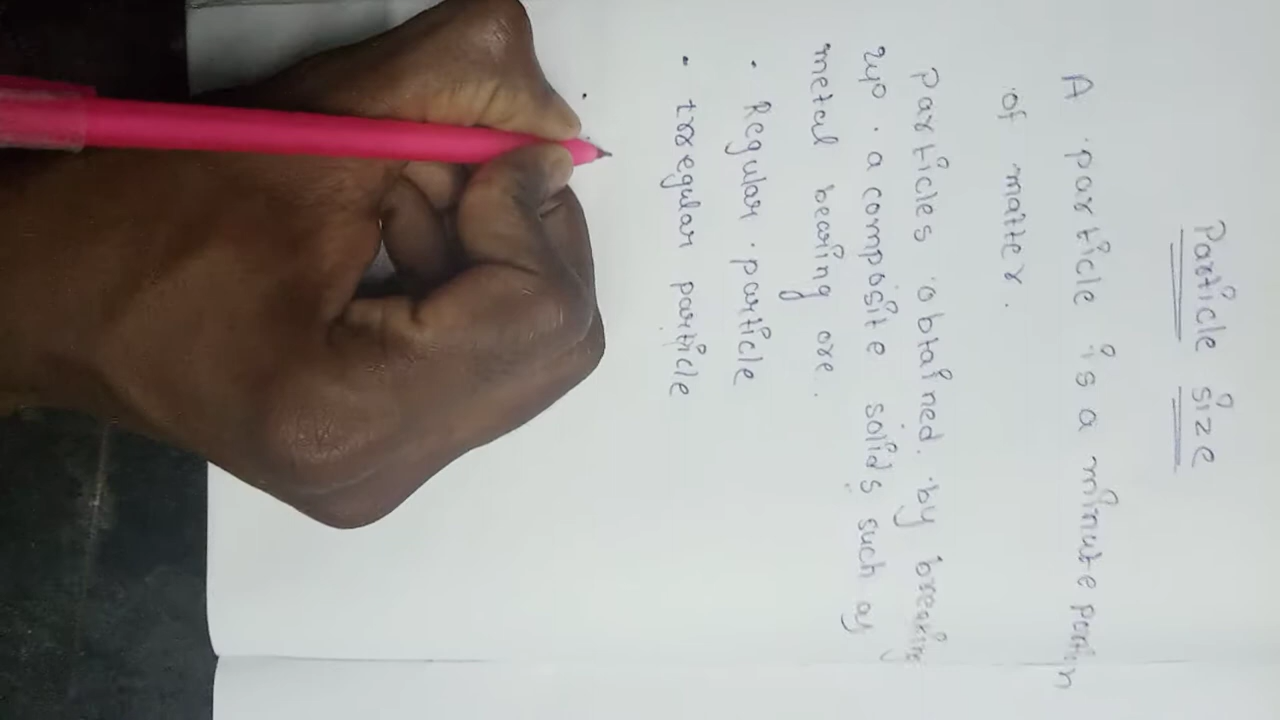 Particle size
A particle is a minute portion
of matter.
Particles obtained by breaking
up a composite solids such as
metal bearing ore.
• Regular particle
• Irregular particle